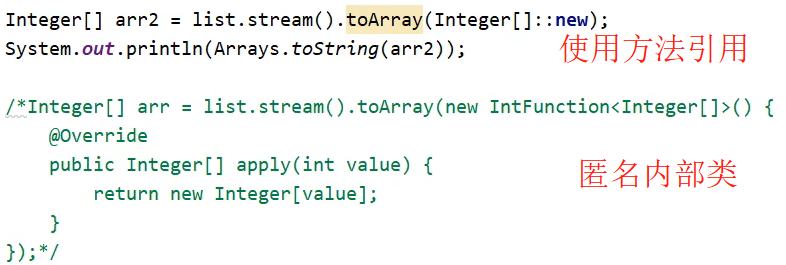 Integer[] arr2 = list.stream().toArray(Integer[]::new);
System.out.println(Arrays.toString(arr2));
使用方法引用
/*Integer[] arr = list.stream().toArray(new IntFunction<Integer[]>() {
    @Override
    public Integer[] apply(int value) {
        return new Integer[value];
匿名内部类
    }
});*/